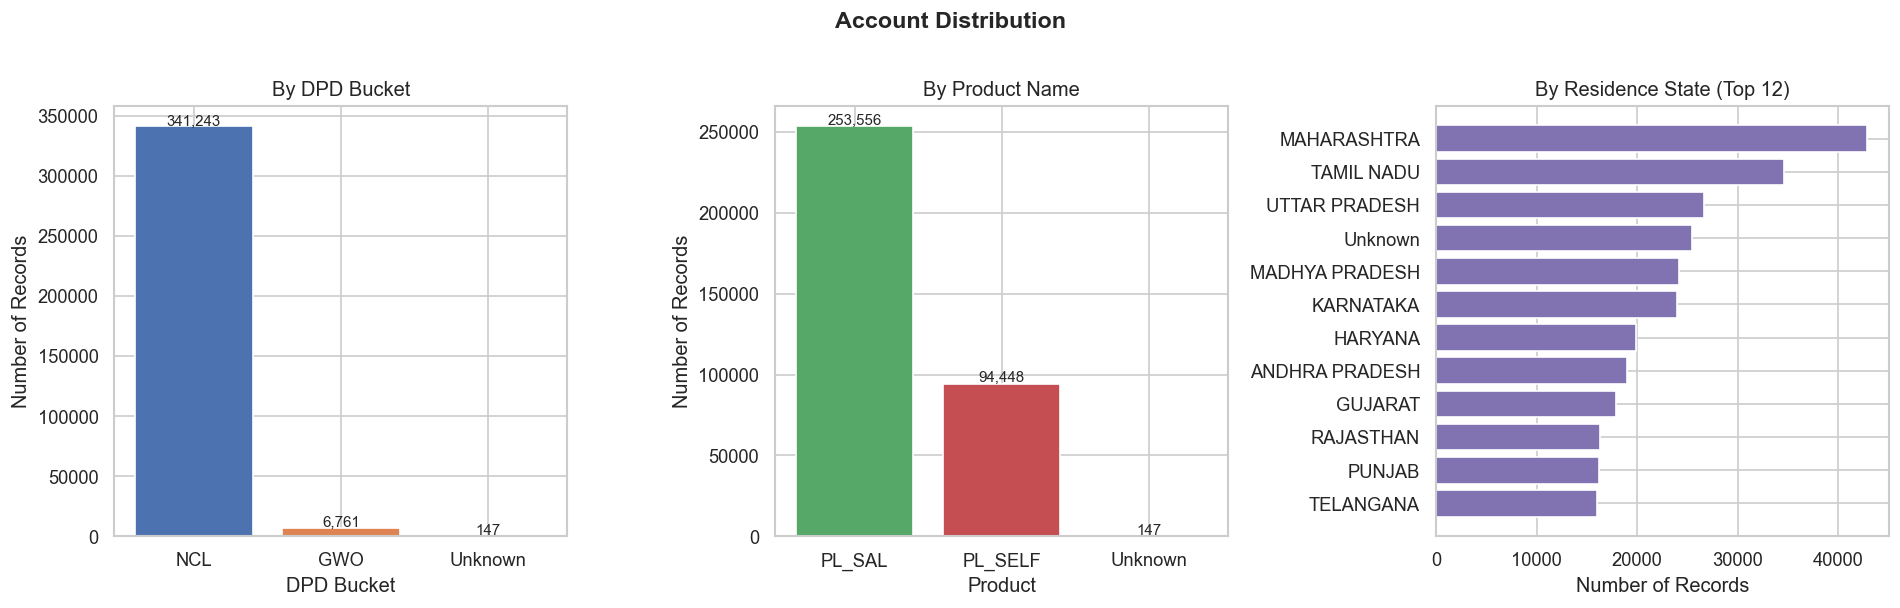 Account Distribution
By DPD Bucket
Number of Records
350000
300000
250000
200000
150000
100000
50000
0
341,243
6,761
147
NCL
GWO
Unknown
DPD Bucket
By Product Name
Number of Records
250000
200000
150000
100000
50000
0
253,556
94,448
147
PL_SAL
PL_SELF
Unknown
Product
By Residence State (Top 12)
MAHARASHTRA
TAMIL NADU
UTTAR PRADESH
Unknown
MADHYA PRADESH
KARNATAKA
HARYANA
ANDHRA PRADESH
GUJARAT
RAJASTHAN
PUNJAB
TELANGANA
0
10000
20000
30000
40000
Number of Records